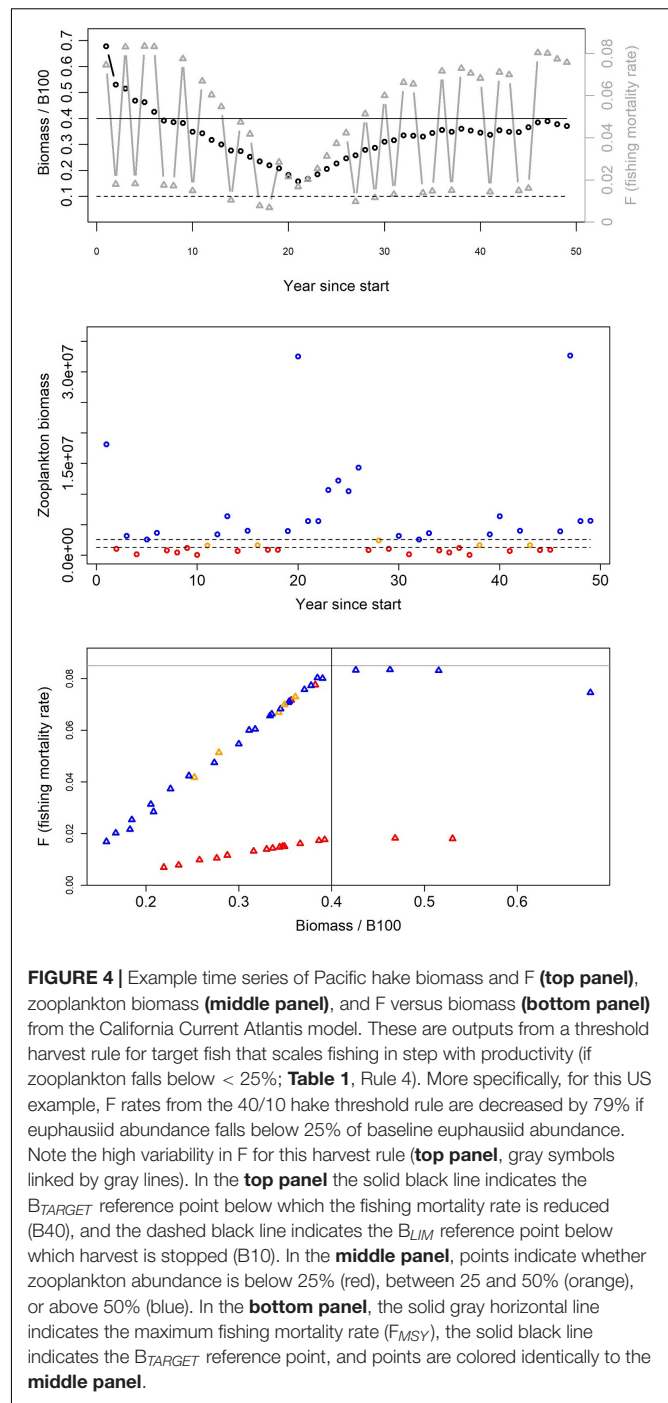 0.1 0.2 0.3 0.4 0.5 0.6 0.7
Biomass / B100
0 0.02 0.04 0.06 0.08
F (fishing mortality rate)
0 10 20 30 40 50
Year since start
0.0e+00 1.5e+07 3.0e+07
Zooplankton biomass
0 10 20 30 40 50
Year since start
0.00 0.02 0.04 0.06 0.08
F (fishing mortality rate)
0.2 0.3 0.4 0.5 0.6
Biomass / B100
FIGURE 4 | Example time series of Pacific hake biomass and F (top panel),
zooplankton biomass (middle panel), and F versus biomass (bottom panel)
from the California Current Atlantis model. These are outputs from a threshold
harvest rule for target fish that scales fishing in step with productivity (if
zooplankton falls below < 25%; Table 1, Rule 4). More specifically, for this US
example, F rates from the 40/10 hake threshold rule are decreased by 79% if
euphausiid abundance falls below 25% of baseline euphausiid abundance.
Note the high variability in F for this harvest rule (top panel, gray symbols
linked by gray lines). In the top panel the solid black line indicates the
BTARGET reference point below which the fishing mortality rate is reduced
(B40), and the dashed black line indicates the BLIM reference point below
which harvest is stopped (B10). In the middle panel, points indicate whether
zooplankton abundance is below 25% (red), between 25 and 50% (orange),
or above 50% (blue). In the bottom panel, the solid gray horizontal line
indicates the maximum fishing mortality rate (FMSY), the solid black line
indicates the BTARGET reference point, and points are colored identically to the
middle panel.